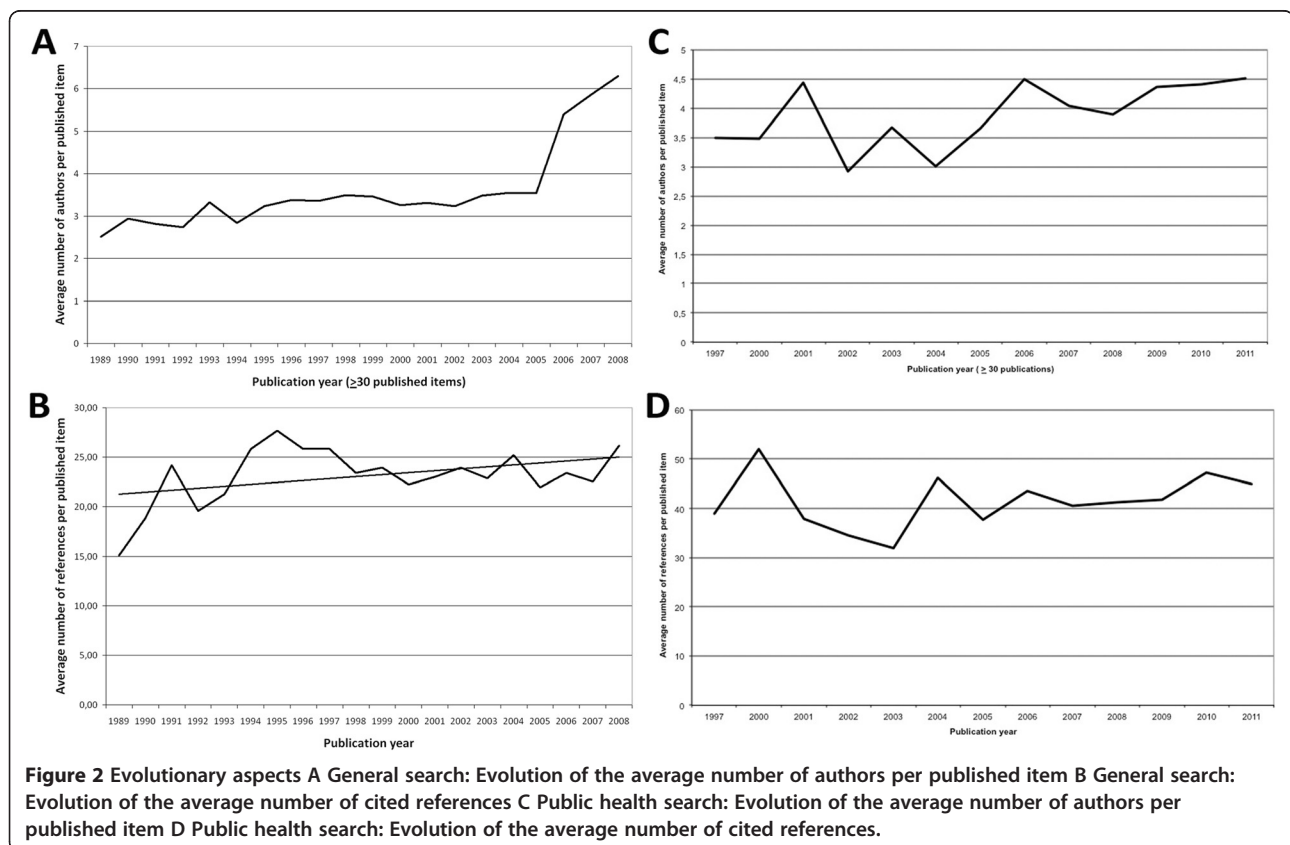 A
Average number of authors per published item
7
6
5
4
3
2
1
0
1989 1990 1991 1992 1993 1994 1995 1996 1997 1998 1999 2000 2001 2002 2003 2004 2005 2006 2007 2008
Publication year (≥30 published items)
C
Average number of authors per published item
5
4,5
4
3,5
3
2,5
2
1,5
1
0,5
0
1997 2000 2001 2002 2003 2004 2005 2006 2007 2008 2009 2010 2011
Publication year ( ≥ 30 publications)
B
Average number of references per published item
30,00
25,00
20,00
15,00
10,00
5,00
0,00
1989 1990 1991 1992 1993 1994 1995 1996 1997 1998 1999 2000 2001 2002 2003 2004 2005 2006 2007 2008
Publication year
D
Average number of references per published item
60
50
40
30
20
10
0
1997 2000 2001 2002 2003 2004 2005 2006 2007 2008 2009 2010 2011
Publication year
Figure 2 Evolutionary aspects A General search: Evolution of the average number of authors per published item B General search:
Evolution of the average number of cited references C Public health search: Evolution of the average number of authors per
published item D Public health search: Evolution of the average number of cited references.